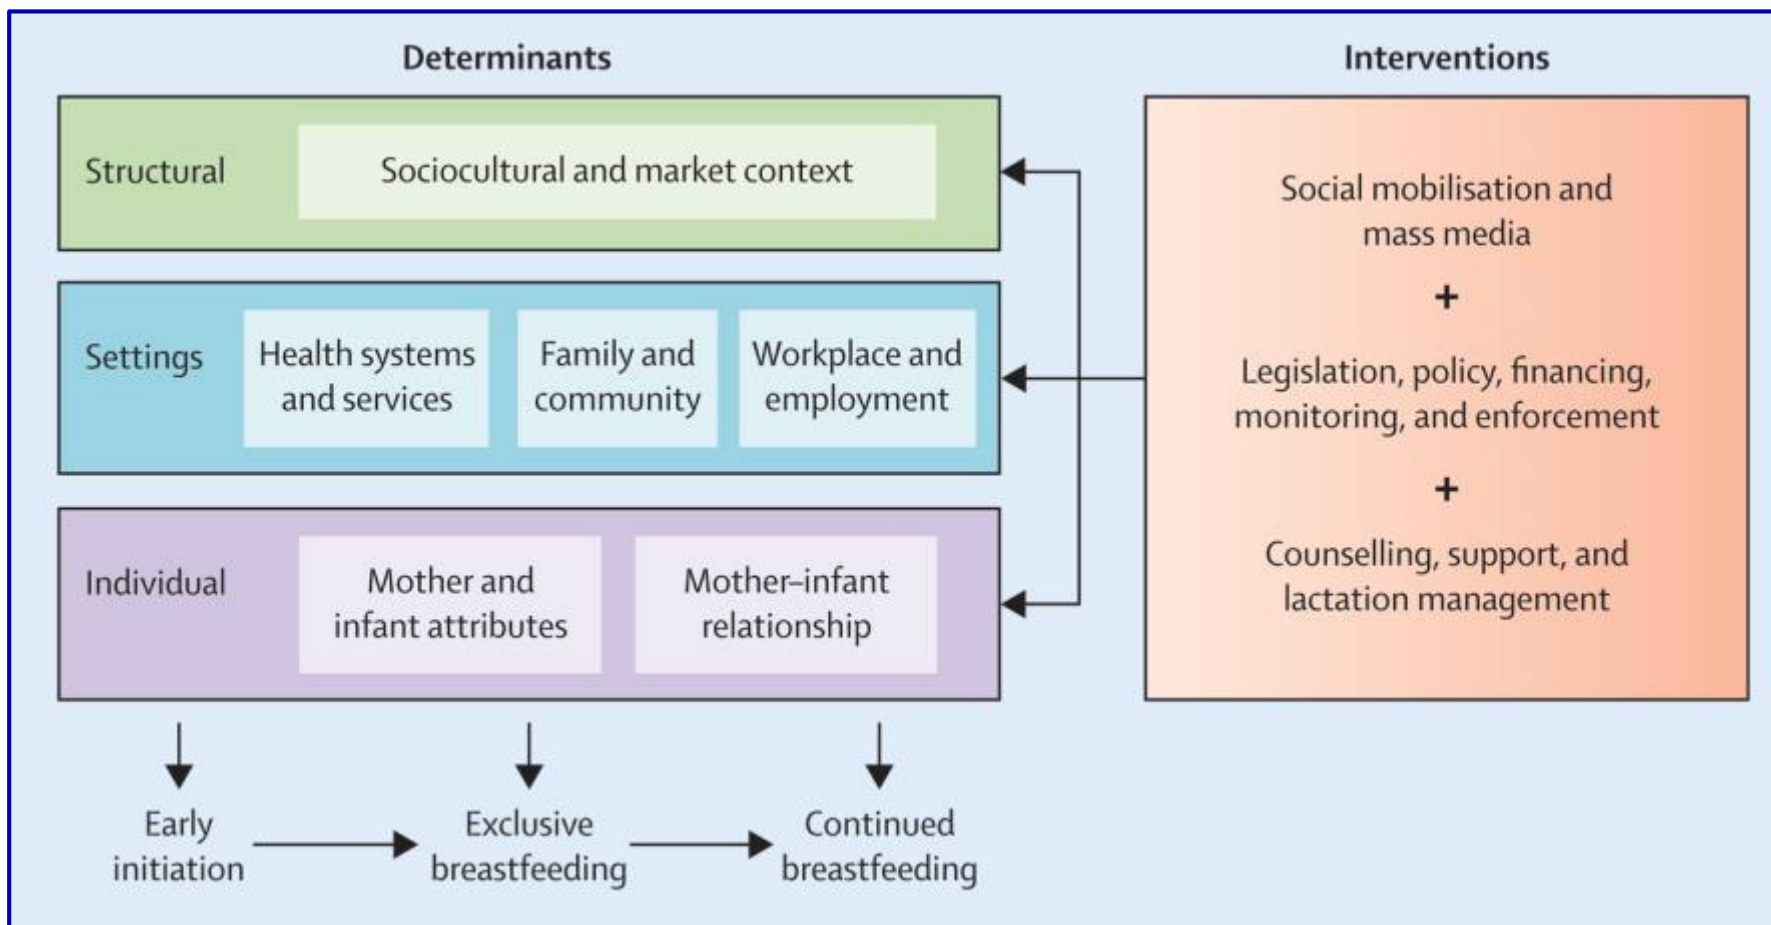 Determinants
Interventions
Structural
Sociocultural and market context
Settings
Health systems
and services
Family and
community
Workplace and
employment
Individual
Mother and
infant attributes
Mother–infant
relationship
Social mobilisation and
mass media
+
Legislation, policy, financing,
monitoring, and enforcement
+
Counselling, support, and
lactation management
Early
initiation
Exclusive
breastfeeding
Continued
breastfeeding